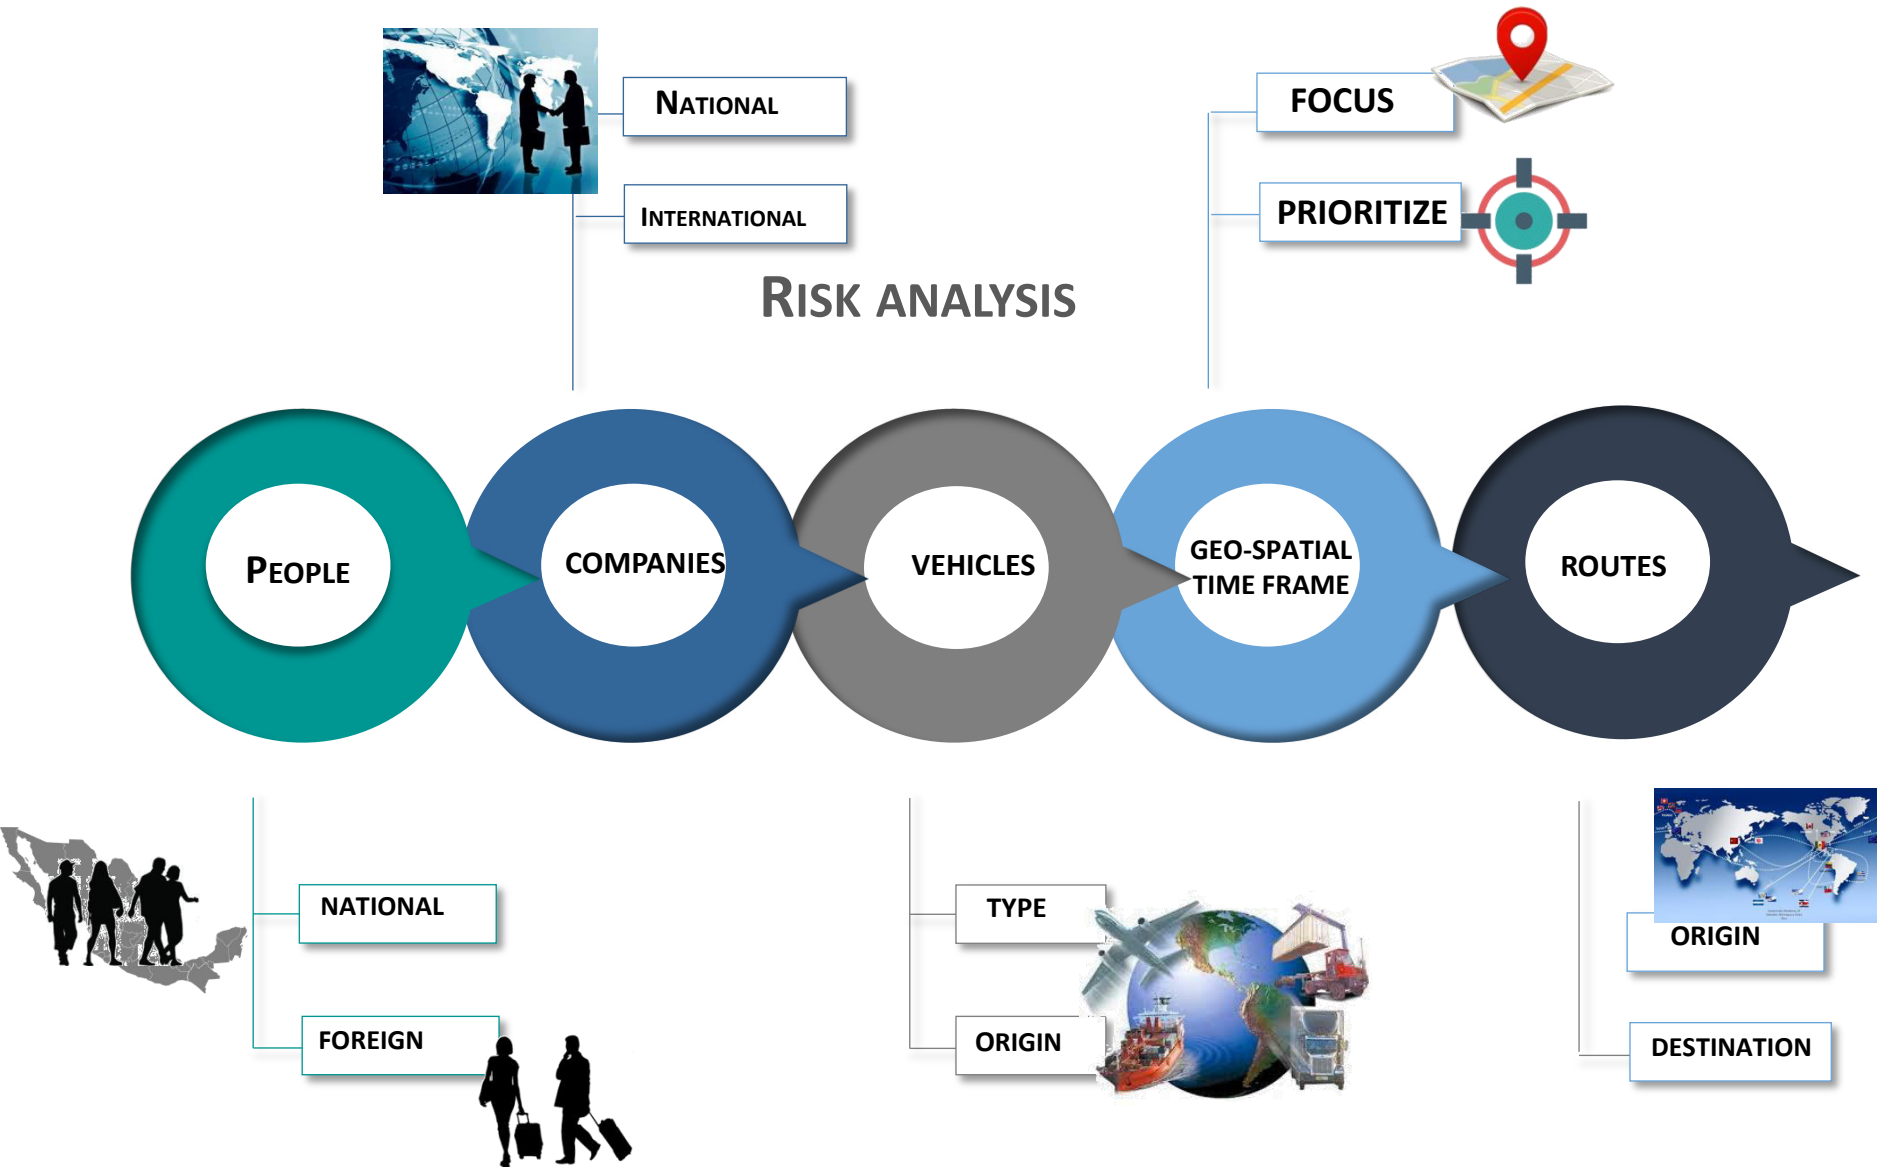 NATIONAL
INTERNATIONAL
FOCUS
PRIORITIZE
RISK ANALYSIS
PEOPLE
COMPANIES
VEHICLES
GEO-SPATIAL
TIME FRAME
ROUTES
NATIONAL
FOREIGN
TYPE
ORIGIN
ORIGIN
DESTINATION